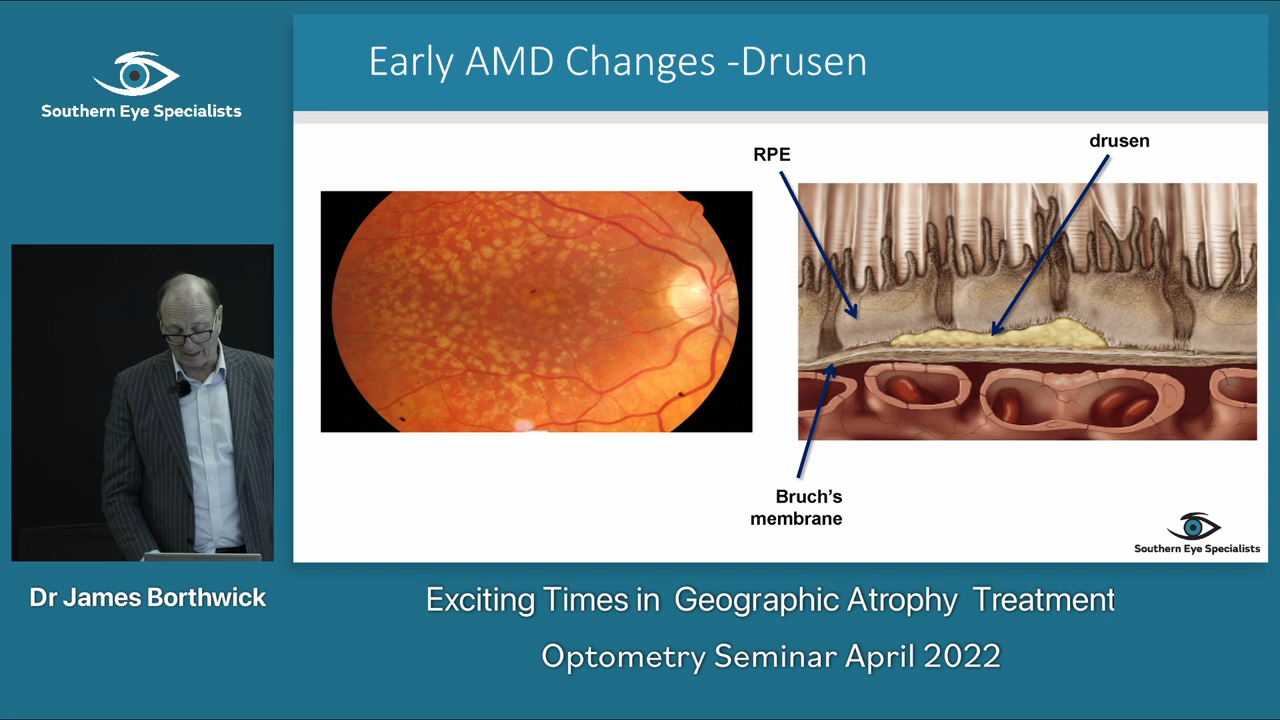 Southern Eye Specialists
Early AMD Changes -Drusen
RPE
drusen
Bruch's
membrane
Southern Eye Specialists
Dr James Borthwick
Exciting Times in Geographic Atrophy Treatment
Optometry Seminar April 2022